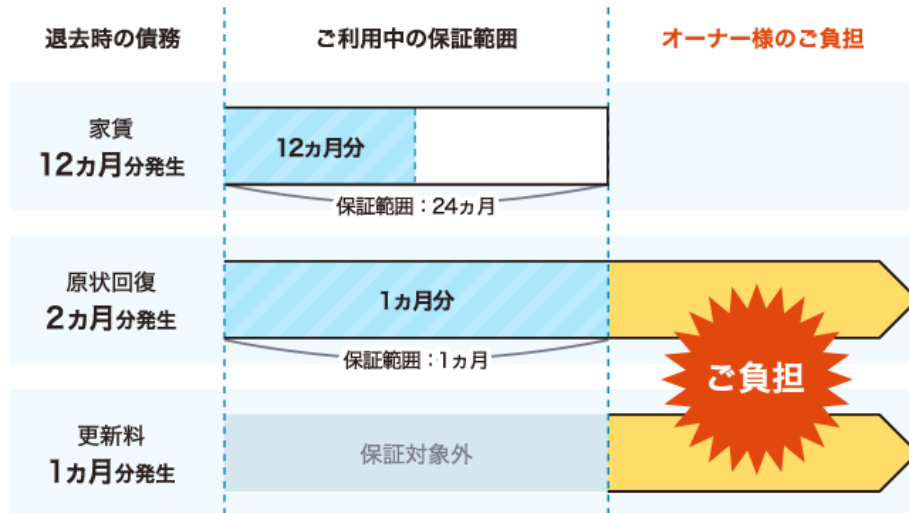 退去時の債務
ご利用中の保証範囲
オーナー様のご負担
家賃
12ヵ月分発生
12ヵ月分
保証範囲：24ヵ月
原状回復
2ヵ月分発生
1ヵ月分
保証範囲：1ヵ月
ご負担
更新料
1ヵ月分発生
保証対象外